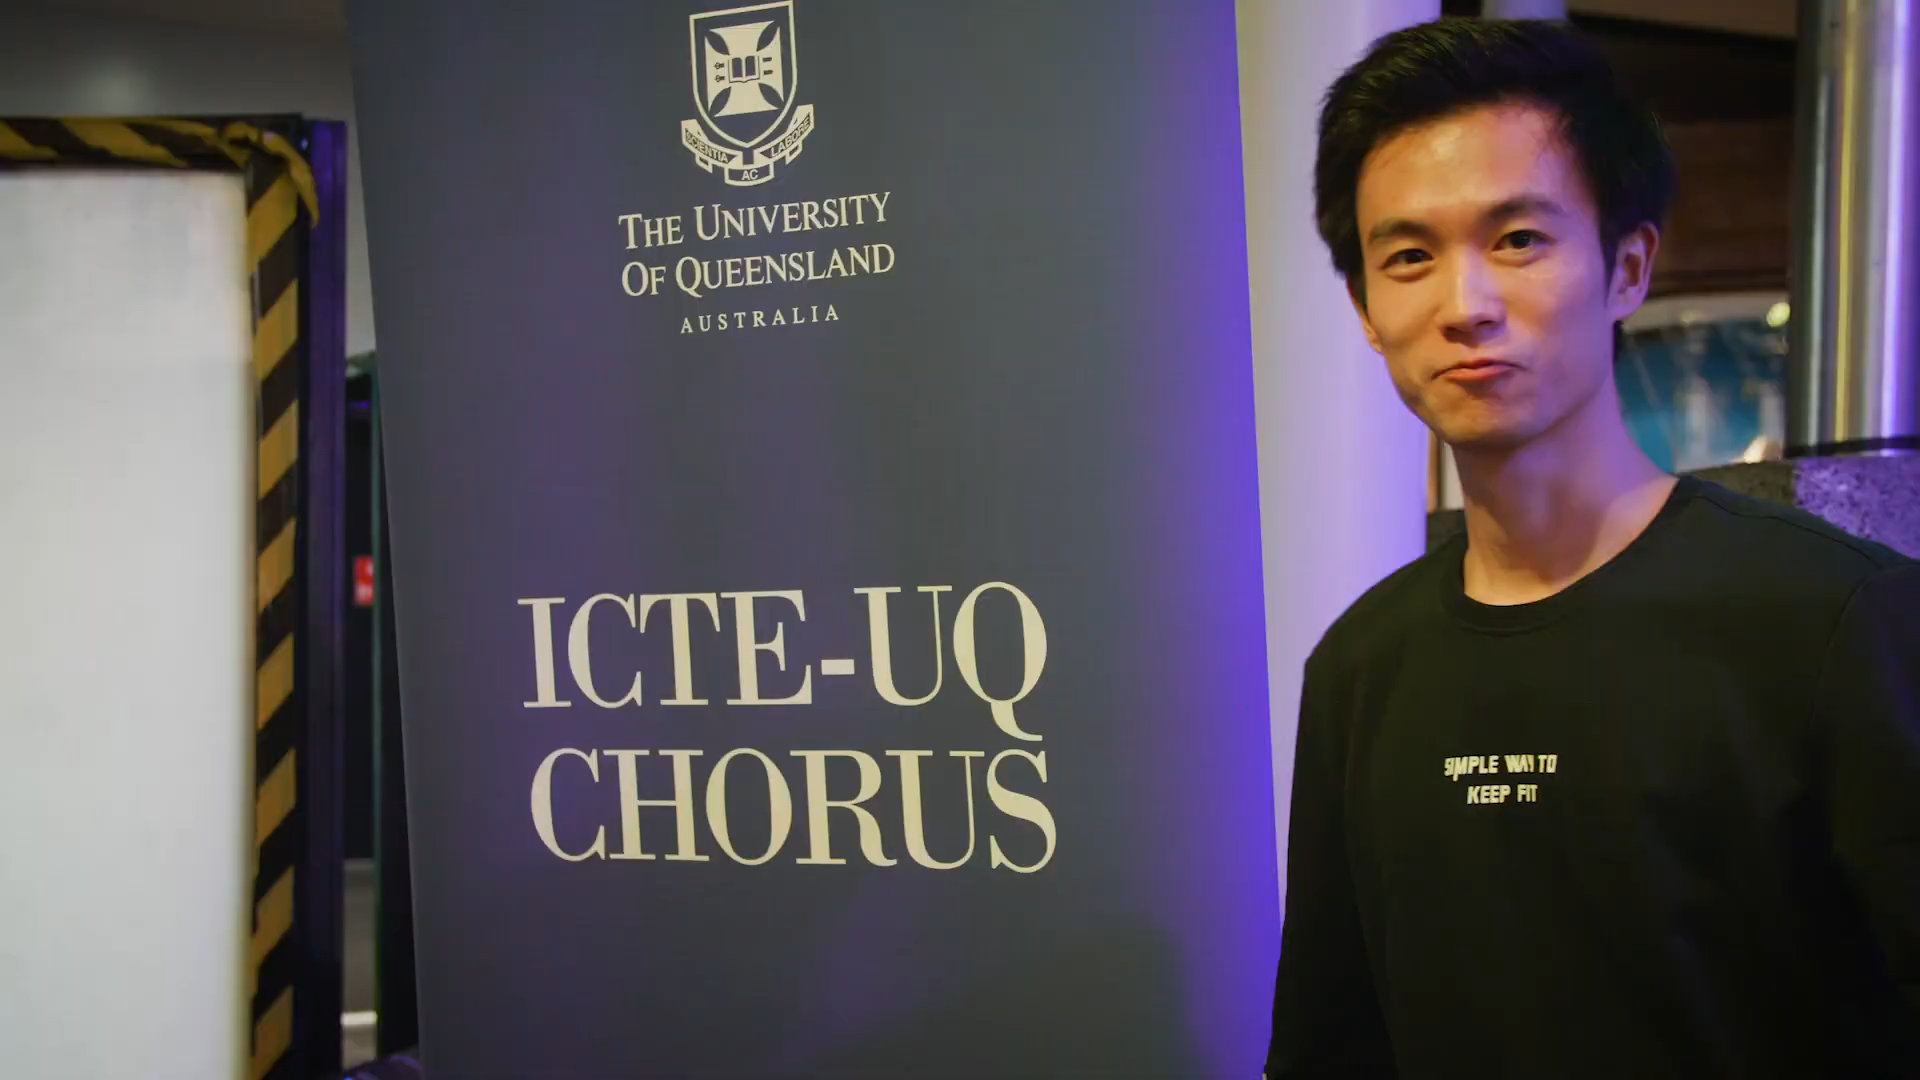 SCIENTIA
AC
LABORE
THE UNIVERSITY
OF QUEENSLAND
AUSTRALIA
ICTE-UQ
CHORUS
SIMPLE WAY TO
KEEP FIT